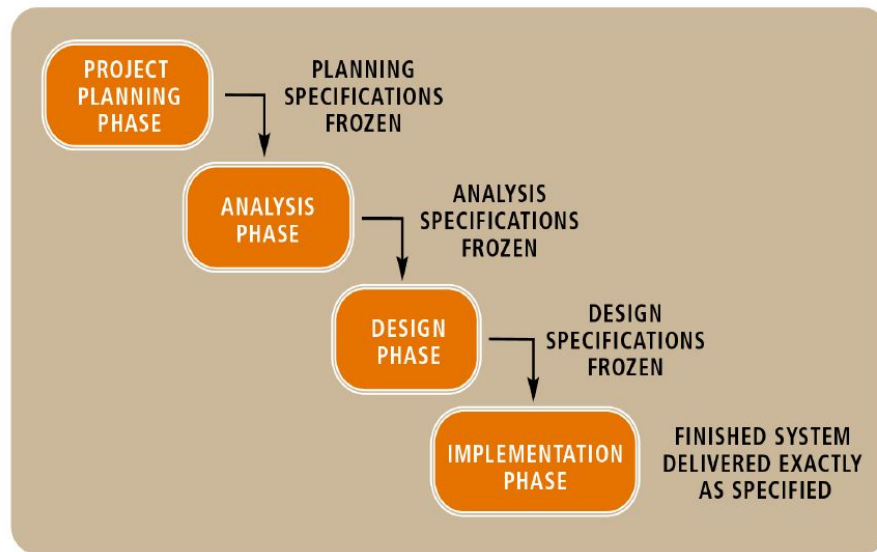 PROJECT
PLANNING
PHASE
PLANNING
SPECIFICATIONS
FROZEN
ANALYSIS
PHASE
ANALYSIS
SPECIFICATIONS
FROZEN
DESIGN
PHASE
DESIGN
SPECIFICATIONS
FROZEN
IMPLEMENTATION
PHASE
FINISHED SYSTEM
DELIVERED EXACTLY
AS SPECIFIED